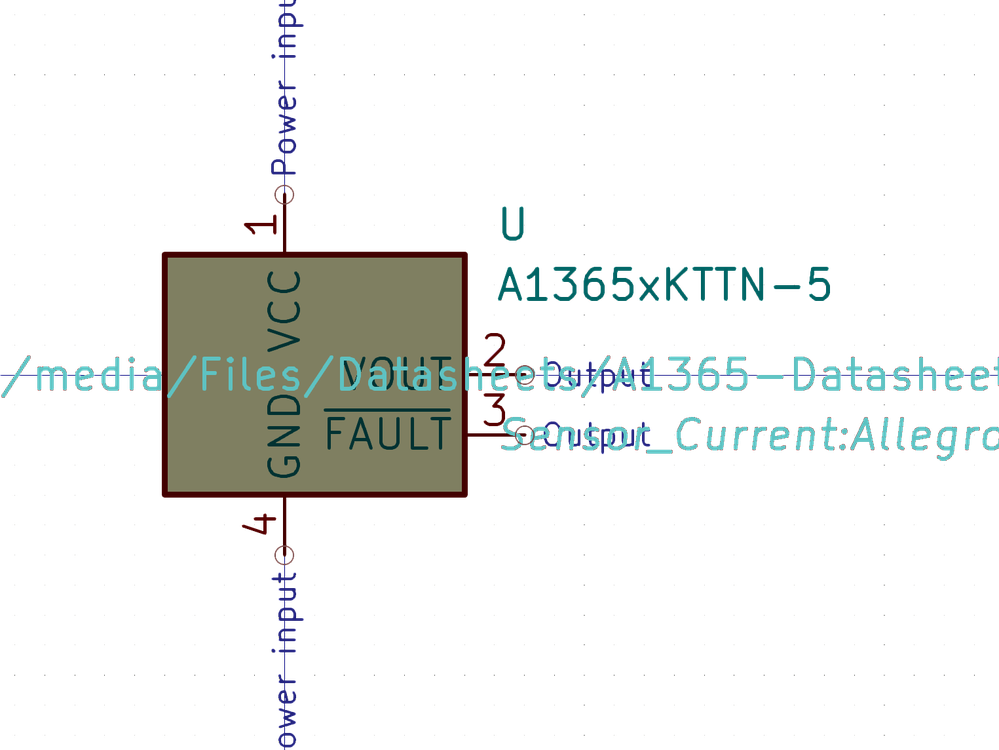 Power input
1
U
A1365xKTTN-5
VCC
2
VOUT
Output
/media/Files/Datasheets/A1365-Datasheet
3
FAULT
Output
Sensor_Current:Allegro
GND
4
ower input